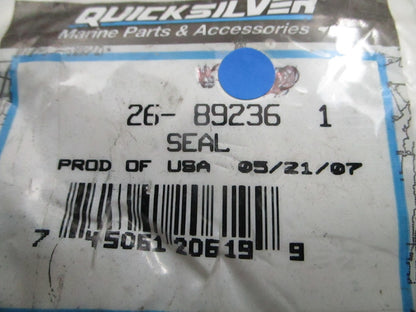 QUICKSILVER
Marine Parts & Accessories
26- 89236 1
SEAL
PROD OF USA 05/21/07
7 45061 20619 9